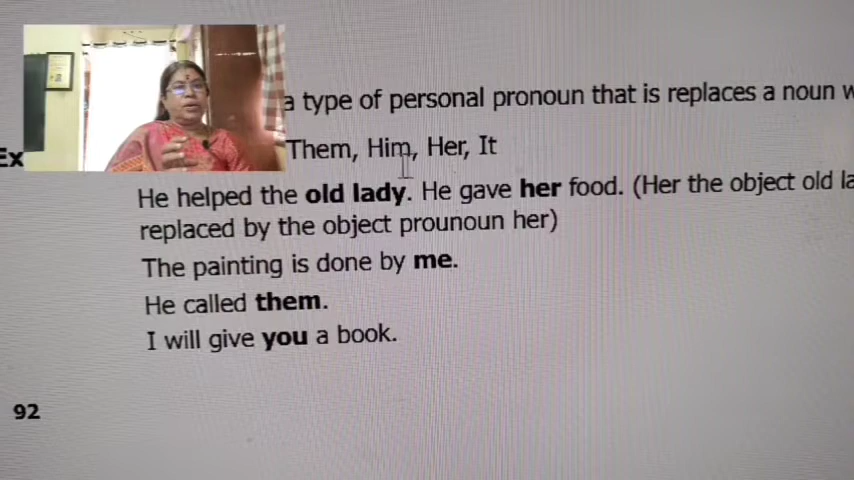 a type of personal pronoun that is replaces a noun
Ex Them, Him, Her, It
He helped the old lady. He gave her food. (Her the object old
replaced by the object prounoun her)
The painting is done by me.
He called them.
I will give you a book.
92